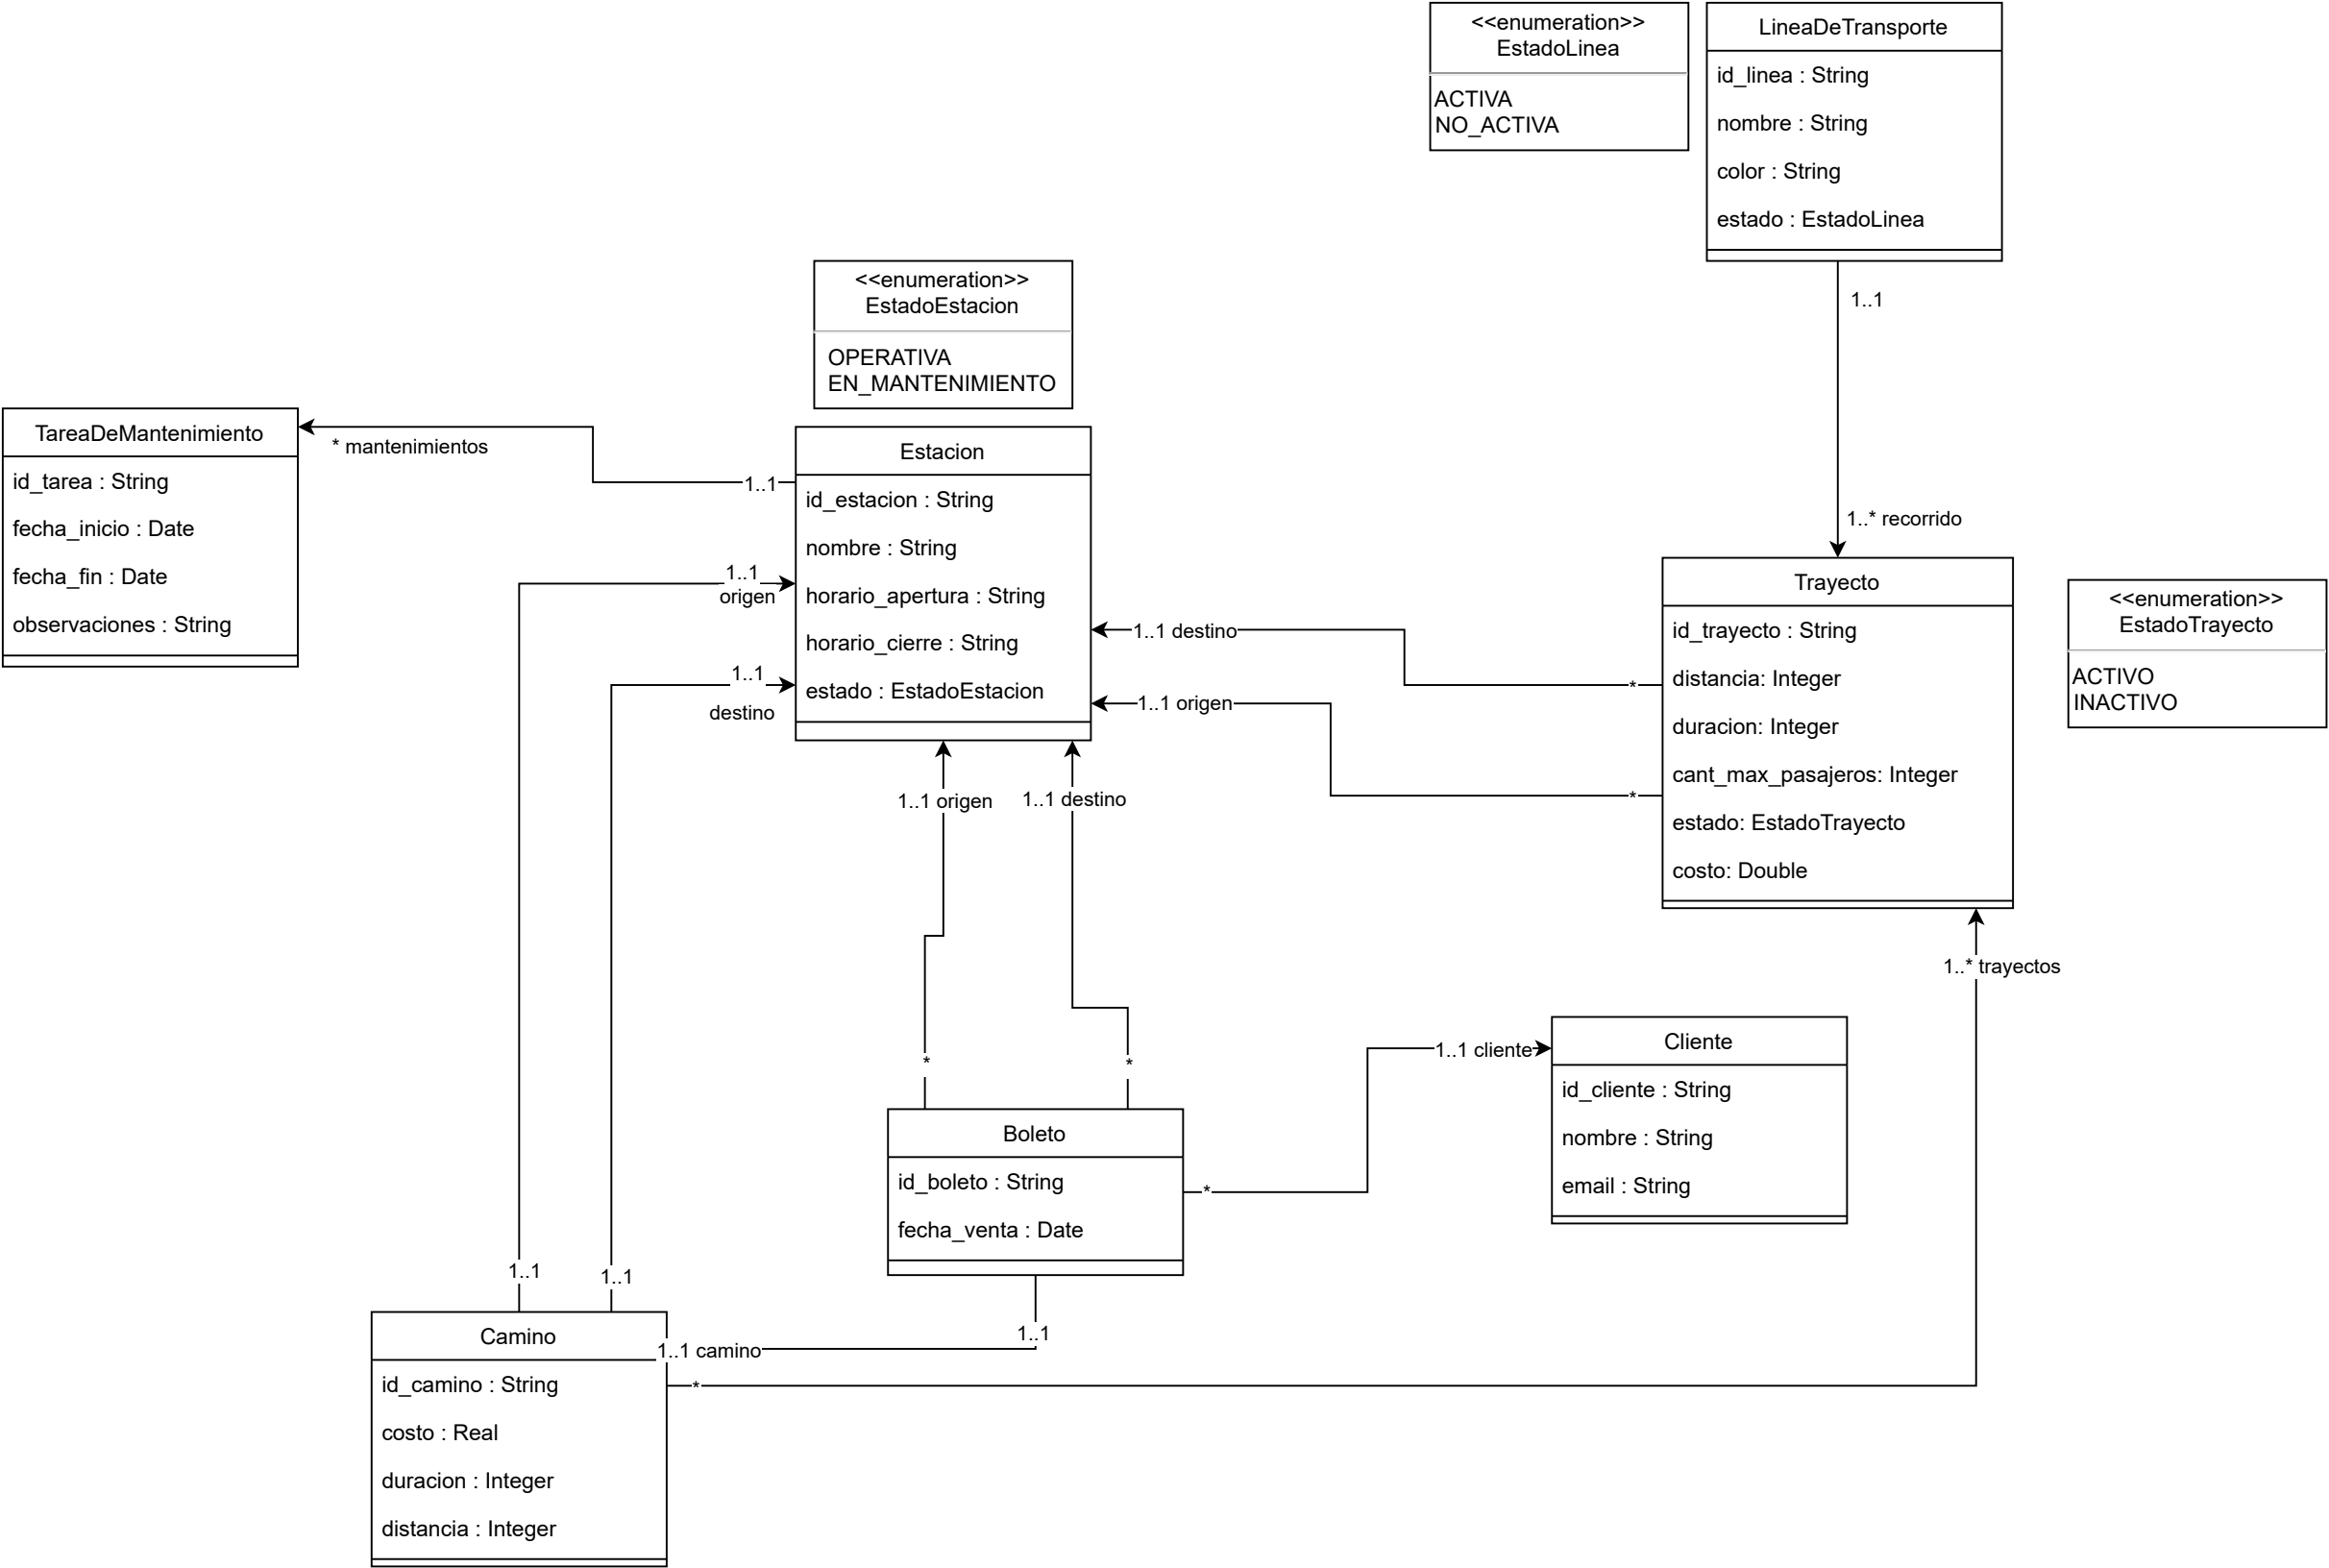 <<enumeration>>
EstadoLinea
ACTIVA
NO_ACTIVA
LineaDeTransporte
id_linea : String
nombre : String
color : String
estado : EstadoLinea
1..1
1..* recorrido
<<enumeration>>
EstadoEstacion
OPERATIVA
EN_MANTENIMIENTO
TareaDeMantenimiento
id_tarea : String
fecha_inicio : Date
fecha_fin : Date
observaciones : String
* mantenimientos
1..1
Estacion
id_estacion : String
nombre : String
horario_apertura : String
horario_cierre : String
estado : EstadoEstacion
1..1
origen
1..1
destino
1..1 destino
*
1..1 origen
*
Trayecto
id_trayecto : String
distancia: Integer
duracion: Integer
cant_max_pasajeros: Integer
estado: EstadoTrayecto
costo: Double
<<enumeration>>
EstadoTrayecto
ACTIVO
INACTIVO
1..1 origen
1..1 destino
1..* trayectos
*
*
1..1 cliente
Cliente
id_cliente : String
nombre : String
email : String
Boleto
id_boleto : String
fecha_venta : Date
*
1..1
1..1
1..1
1..1 camino
*
Camino
id_camino : String
costo : Real
duracion : Integer
distancia : Integer